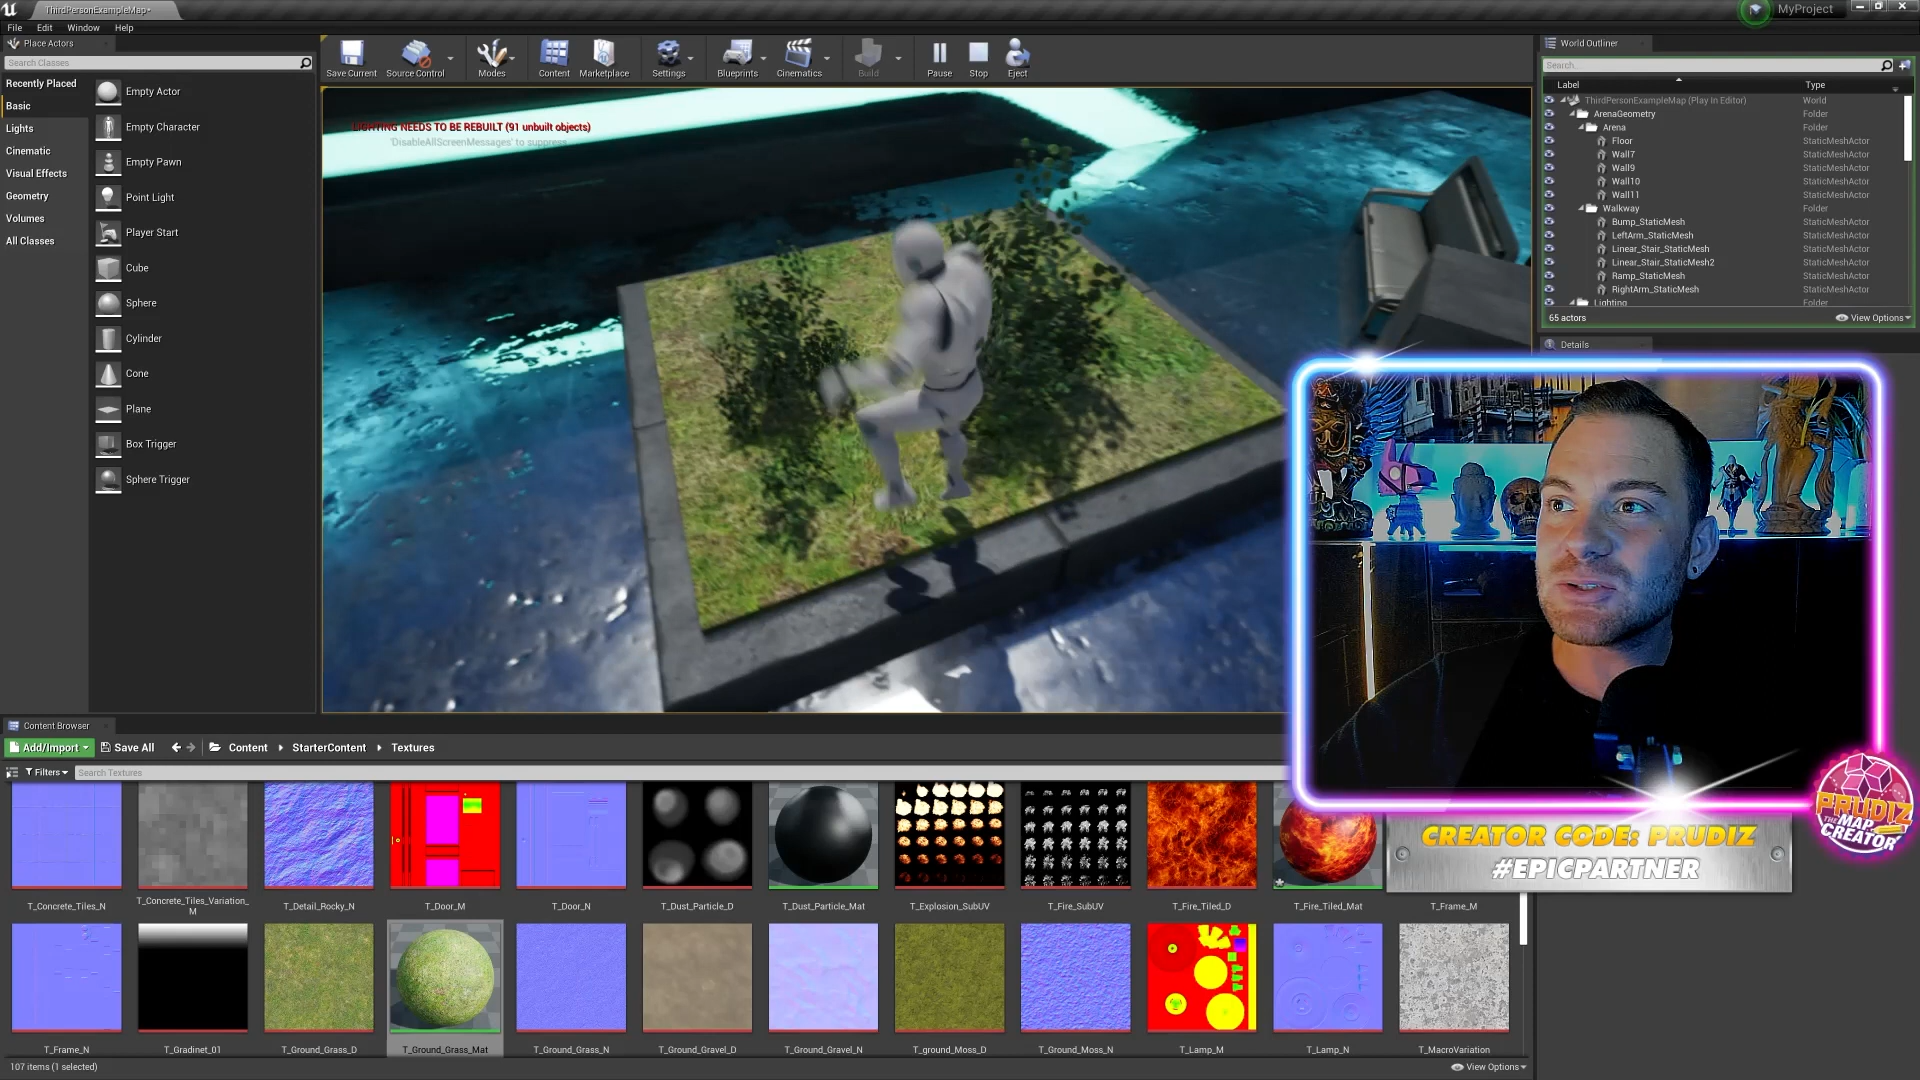 ThirdPersonExampleMap*
MyProject
File Edit Window Help
Place Actors
Search Classes
Recently Placed
Basic
Lights
Cinematic
Visual Effects
Geometry
Volumes
All Classes
Empty Actor
Empty Character
Empty Pawn
Point Light
Player Start
Cube
Sphere
Cylinder
Cone
Plane
Box Trigger
Sphere Trigger
Save Current Source Control Modes Content Marketplace Settings Blueprints Cinematics Build Pause Stop Eject
LIGHTING NEEDS TO BE REBUILT (91 unbuilt objects)
'DisableAllScreenMessages' to suppress
World Outliner
Search...
Label Type
ThirdPersonExampleMap (Play In Editor) World
ArenaGeometry Folder
Arena Folder
Floor StaticMeshActor
Wall7 StaticMeshActor
Wall9 StaticMeshActor
Wall10 StaticMeshActor
Wall11 StaticMeshActor
Walkway Folder
Bump_StaticMesh StaticMeshActor
LeftArm_StaticMesh StaticMeshActor
Linear_Stair_StaticMesh StaticMeshActor
Linear_Stair_StaticMesh2 StaticMeshActor
Ramp_StaticMesh StaticMeshActor
RightArm_StaticMesh StaticMeshActor
Lighting Folder
65 actors View Options
Details
PRUDIZ
THE MAP CREATOR
CREATOR CODE: PRUDIZ
#EPICPARTNER
Content Browser
Add/Import Save All Content StarterContent Textures
Filters Search Textures
T_Concrete_Tiles_N T_Concrete_Tiles_Variation_M T_Detail_Rocky_N T_Door_M T_Door_N T_Dust_Particle_D T_Dust_Particle_Mat T_Explosion_SubUV T_Fire_SubUV T_Fire_Tiled_D T_Fire_Tiled_Mat T_Frame_M
T_Frame_N T_Gradinet_01 T_Ground_Grass_D T_Ground_Grass_Mat T_Ground_Grass_N T_Ground_Gravel_D T_Ground_Gravel_N T_ground_Moss_D T_Ground_Moss_N T_Lamp_M T_Lamp_N T_MacroVariation
107 items (1 selected) View Options